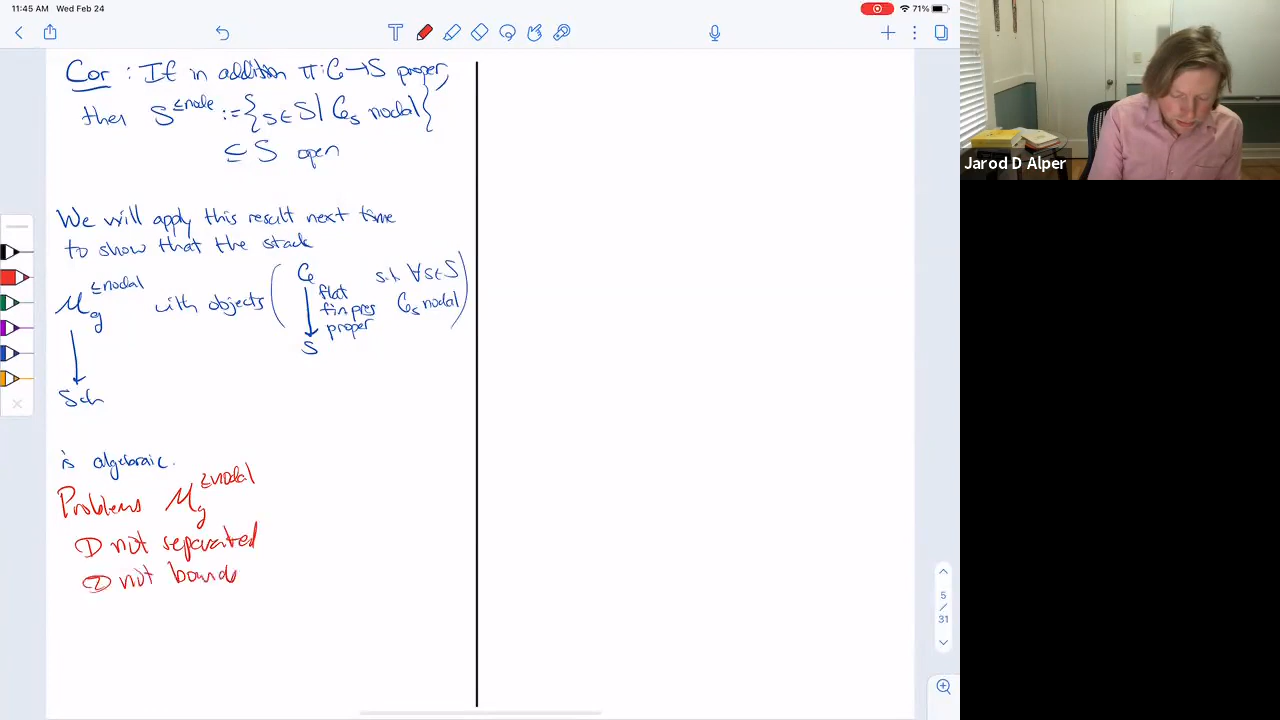 11:45 AM Wed Feb 24
71%
Cor : If in addition π: C → S proper,
then S^{≤node} := {s ∈ S | C_s nodal}
⊆ S open
We will apply this result next time
to show that the stack
M_g^{≤nodal} with objects ( C → S flat fin pres proper s.t. ∀s∈S C_s nodal )
↓
Sch
is algebraic.
Problems M_g^{≤nodal}
① not separated
② not bound
5
/
31
Jarod D Alper